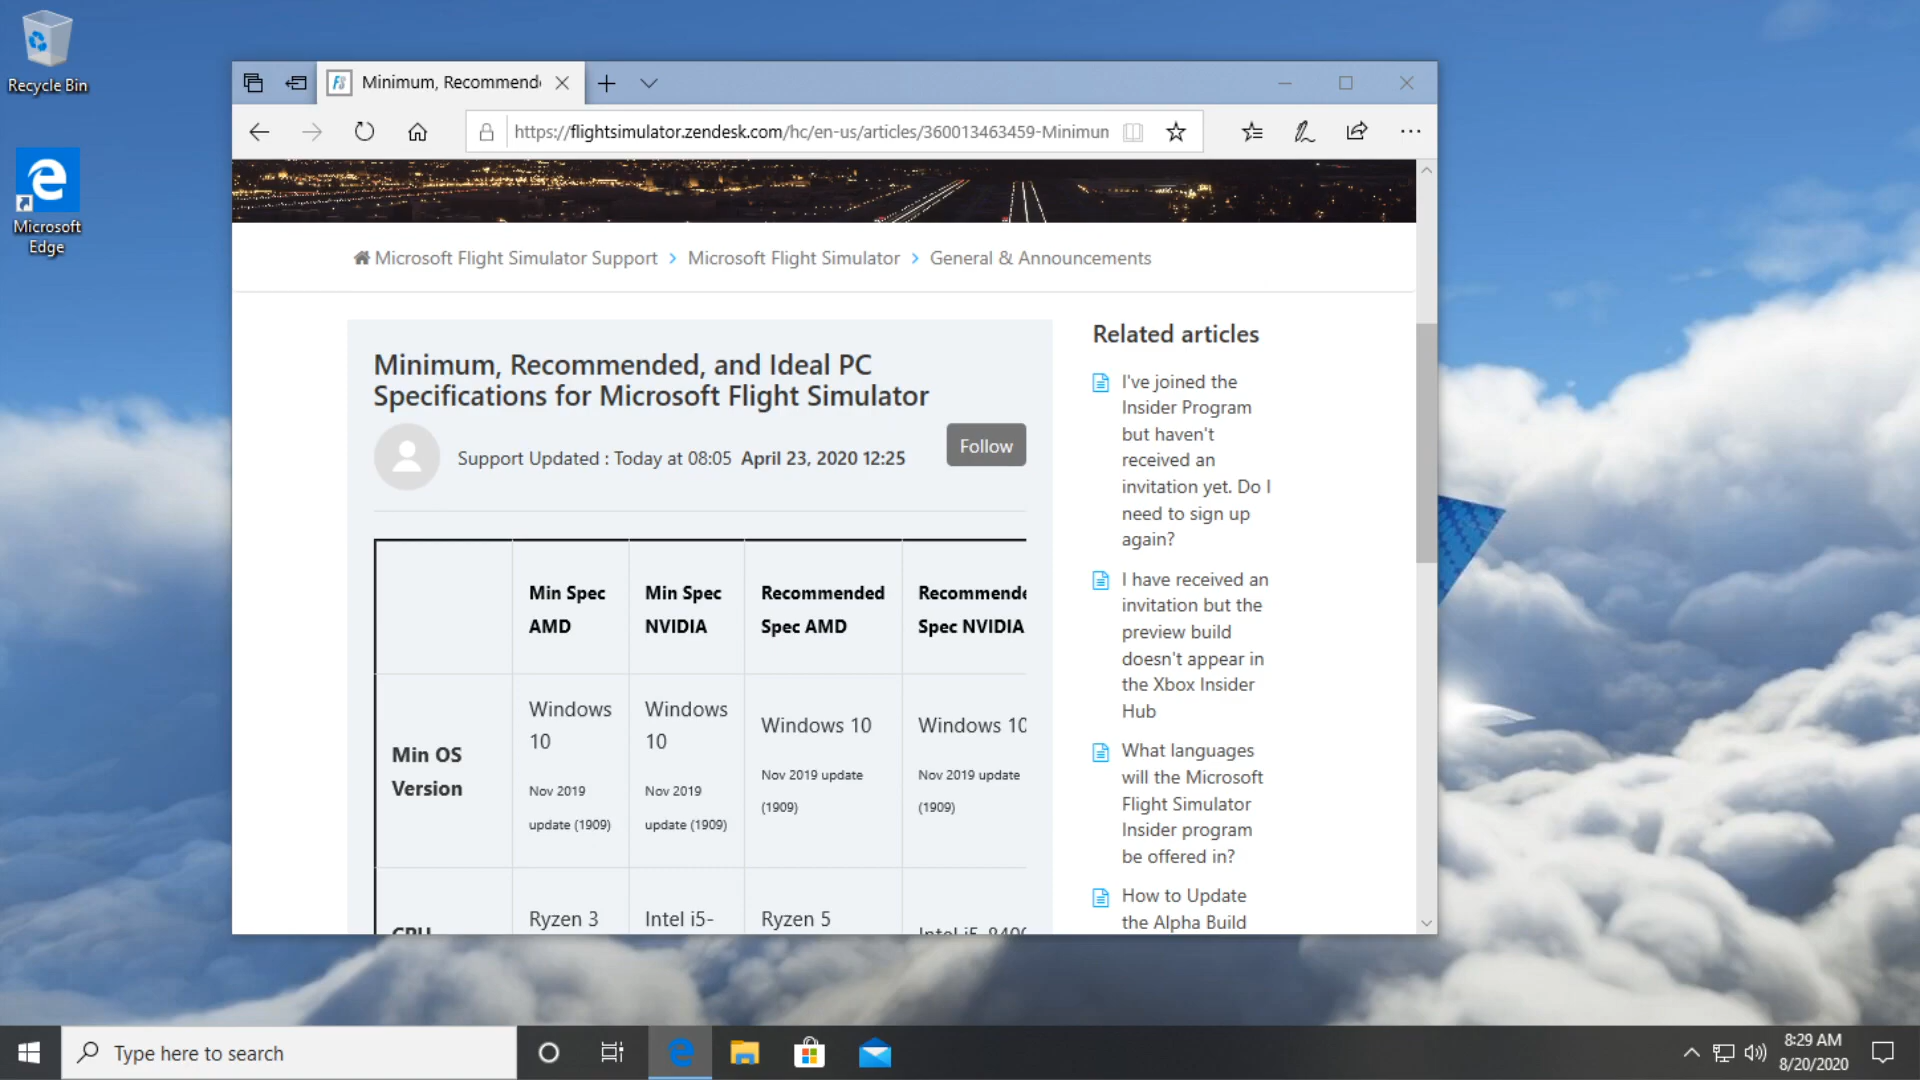 Recycle Bin
Microsoft
Edge
Minimum, Recommend
https://flightsimulator.zendesk.com/hc/en-us/articles/360013463459-Minimun
Microsoft Flight Simulator Support > Microsoft Flight Simulator > General & Announcements
Minimum, Recommended, and Ideal PC
Specifications for Microsoft Flight Simulator
Support Updated : Today at 08:05 April 23, 2020 12:25
Follow
Min Spec
AMD
Min Spec
NVIDIA
Recommended
Spec AMD
Recommende
Spec NVIDIA
Min OS
Version
Windows
10
Nov 2019
update (1909)
Windows
10
Nov 2019
update (1909)
Windows 10
Nov 2019 update
(1909)
Windows 10
Nov 2019 update
(1909)
CPU
Ryzen 3
Intel i5-
Ryzen 5
Intel i5-8400
Related articles
I've joined the
Insider Program
but haven't
received an
invitation yet. Do I
need to sign up
again?
I have received an
invitation but the
preview build
doesn't appear in
the Xbox Insider
Hub
What languages
will the Microsoft
Flight Simulator
Insider program
be offered in?
How to Update
the Alpha Build
Type here to search
8:29 AM
8/20/2020